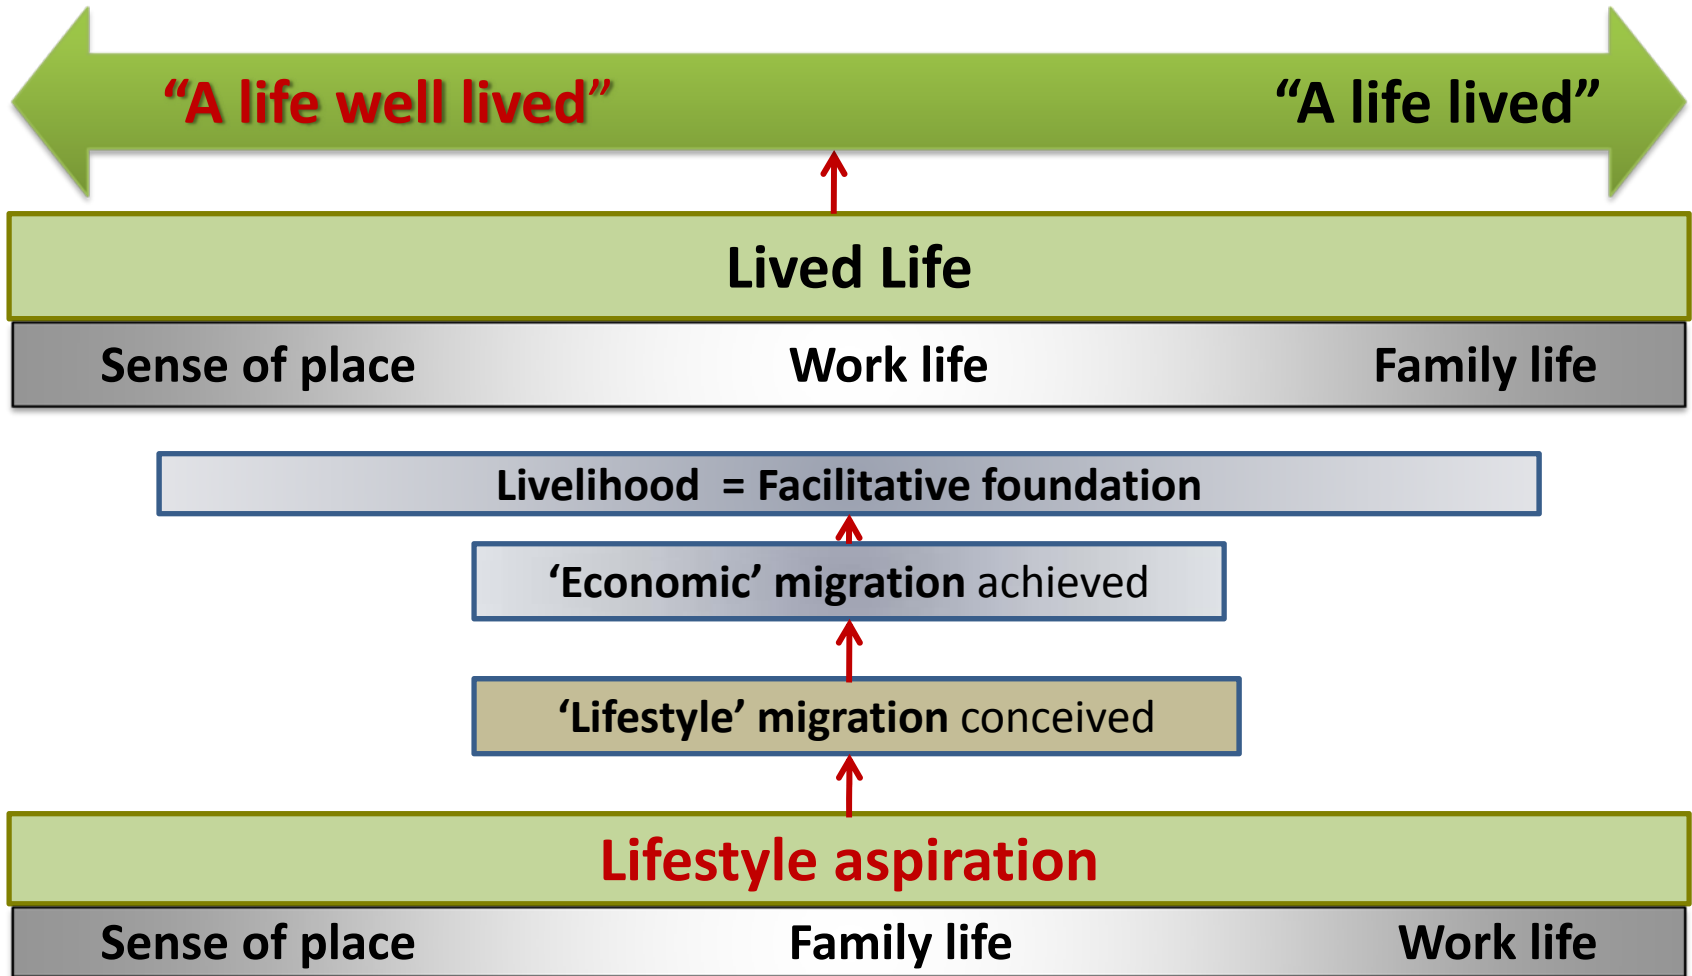 “A life well lived” “A life lived”
Lived Life
Sense of place Work life Family life
Livelihood = Facilitative foundation
‘Economic’ migration achieved
‘Lifestyle’ migration conceived
Lifestyle aspiration
Sense of place Family life Work life